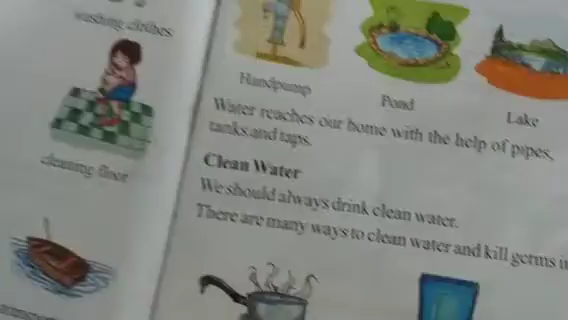 washing clothes
cleaning floor
Handpump
Pond
Lake
Water reaches our home with the help of pipes,
tanks and taps.
Clean Water
We should always drink clean water.
There are many ways to clean water and kill germs